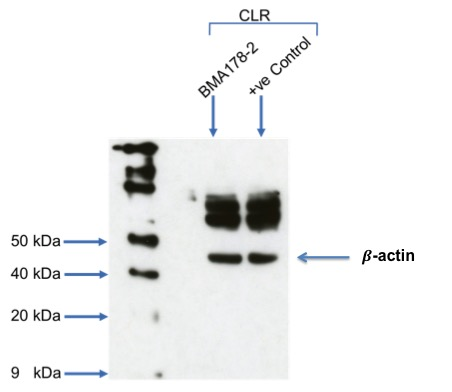 CLR
BMA178-2
+ve Control
50 kDa
40 kDa
20 kDa
9 kDa
β-actin